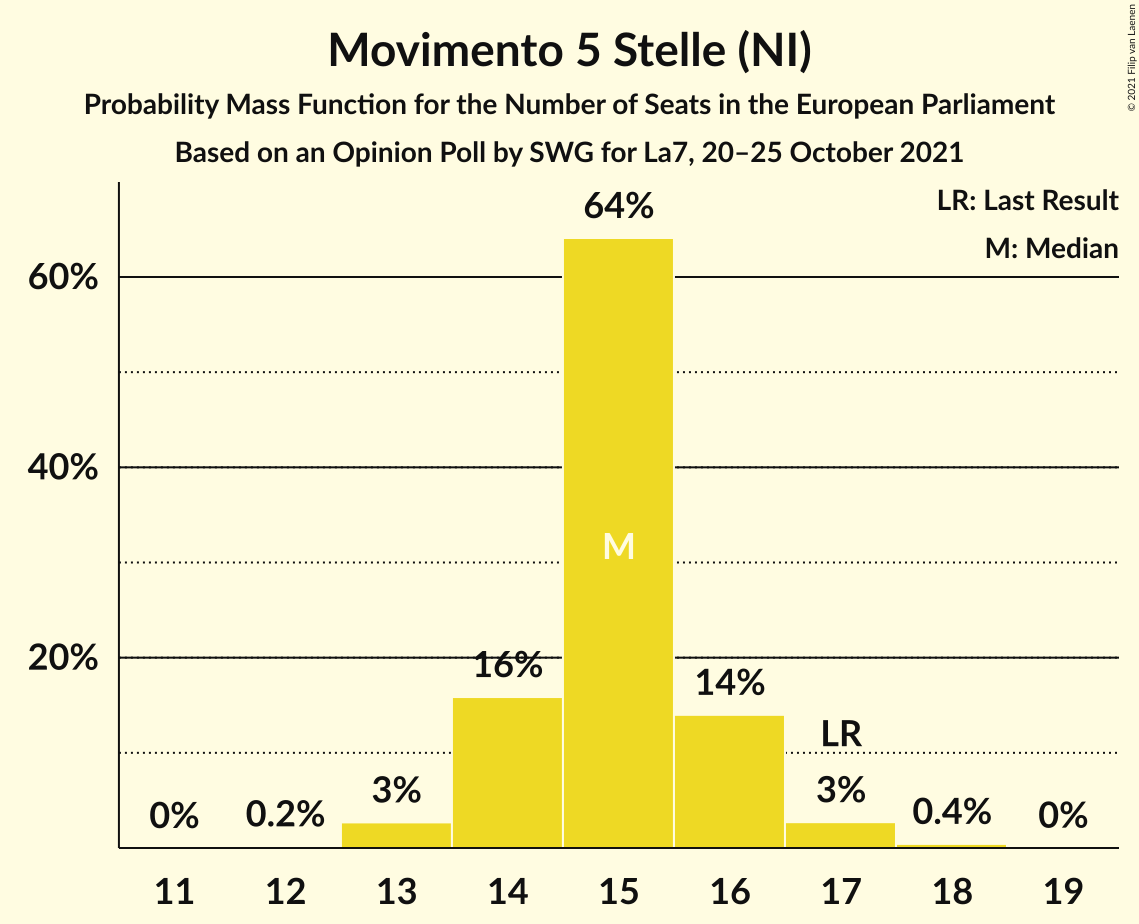 Movimento 5 Stelle (NI)
Probability Mass Function for the Number of Seats in the European Parliament
Based on an Opinion Poll by SWG for La7, 20–25 October 2021
© 2021 Filip van Laenen
LR: Last Result
M: Median
60%
40%
20%
0%
0.2%
3%
16%
64%
M
14%
LR
3%
0.4%
0%
11 12 13 14 15 16 17 18 19